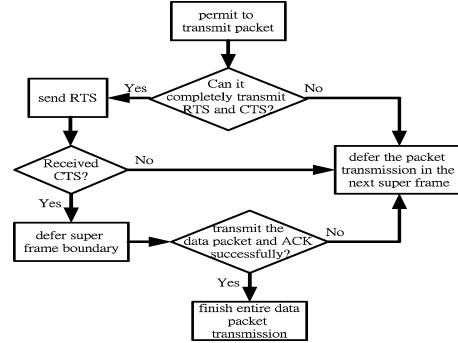 permit to
transmit packet
Can it
completely transmit
RTS and CTS?
Yes
No
send RTS
Received
CTS?
No
Yes
defer the packet
transmission in the
next super frame
defer super
frame boundary
transmit the
data packet and ACK
successfully?
No
Yes
finish entire data
packet
transmission